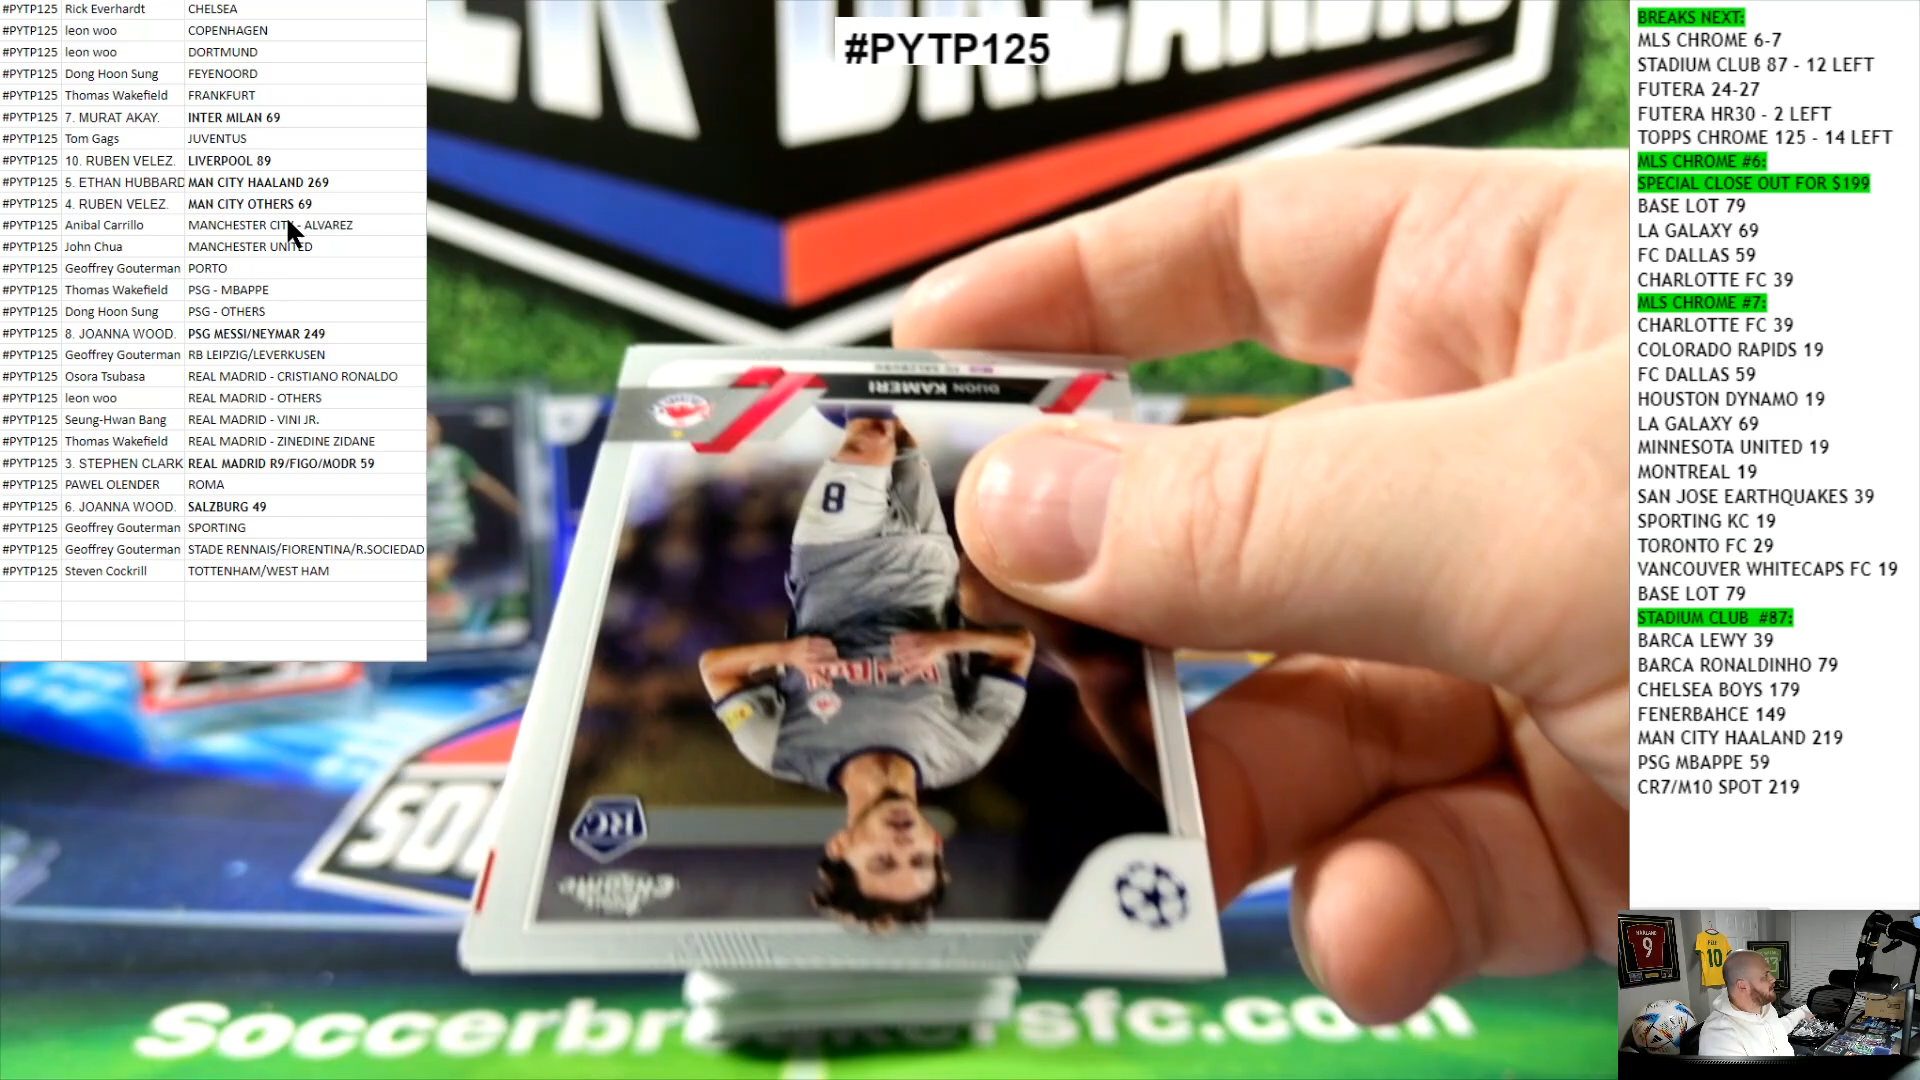 #PYTP125 Rick Everhardt CHELSEA
#PYTP125 leon woo COPENHAGEN
#PYTP125 leon woo DORTMUND
#PYTP125 Dong Hoon Sung FEYENOORD
#PYTP125 Thomas Wakefield FRANKFURT
#PYTP125 7. MURAT AKAY. INTER MILAN 69
#PYTP125 Tom Gags JUVENTUS
#PYTP125 10. RUBEN VELEZ. LIVERPOOL 89
#PYTP125 5. ETHAN HUBBARD MAN CITY HAALAND 269
#PYTP125 4. RUBEN VELEZ. MAN CITY OTHERS 69
#PYTP125 Anibal Carrillo MANCHESTER CITY - ALVAREZ
#PYTP125 John Chua MANCHESTER UNITED
#PYTP125 Geoffrey Gouterman PORTO
#PYTP125 Thomas Wakefield PSG - MBAPPE
#PYTP125 Dong Hoon Sung PSG - OTHERS
#PYTP125 8. JOANNA WOOD. PSG MESSI/NEYMAR 249
#PYTP125 Geoffrey Gouterman RB LEIPZIG/LEVERKUSEN
#PYTP125 Osora Tsubasa REAL MADRID - CRISTIANO RONALDO
#PYTP125 leon woo REAL MADRID - OTHERS
#PYTP125 Seung-Hwan Bang REAL MADRID - VINI JR.
#PYTP125 Thomas Wakefield REAL MADRID - ZINEDINE ZIDANE
#PYTP125 3. STEPHEN CLARK REAL MADRID R9/FIGO/MODR 59
#PYTP125 PAWEL OLENDER ROMA
#PYTP125 6. JOANNA WOOD. SALZBURG 49
#PYTP125 Geoffrey Gouterman SPORTING
#PYTP125 Geoffrey Gouterman STADE RENNAIS/FIORENTINA/R.SOCIEDAD
#PYTP125 Steven Cockrill TOTTENHAM/WEST HAM
#PYTP125
FC SALZBURG
DIJON KAMERI
8
RC
Topps CHROME
Soccerbr ersfc.com
BREAKS NEXT:
MLS CHROME 6-7
STADIUM CLUB 87 - 12 LEFT
FUTERA 24-27
FUTERA HR30 - 2 LEFT
TOPPS CHROME 125 - 14 LEFT
MLS CHROME #6:
SPECIAL CLOSE OUT FOR $199
BASE LOT 79
LA GALAXY 69
FC DALLAS 59
CHARLOTTE FC 39
MLS CHROME #7:
CHARLOTTE FC 39
COLORADO RAPIDS 19
FC DALLAS 59
HOUSTON DYNAMO 19
LA GALAXY 69
MINNESOTA UNITED 19
MONTREAL 19
SAN JOSE EARTHQUAKES 39
SPORTING KC 19
TORONTO FC 29
VANCOUVER WHITECAPS FC 19
BASE LOT 79
STADIUM CLUB #87:
BARCA LEWY 39
BARCA RONALDINHO 79
CHELSEA BOYS 179
FENERBAHCE 149
MAN CITY HAALAND 219
PSG MBAPPE 59
CR7/M10 SPOT 219
HAALAND
9
10